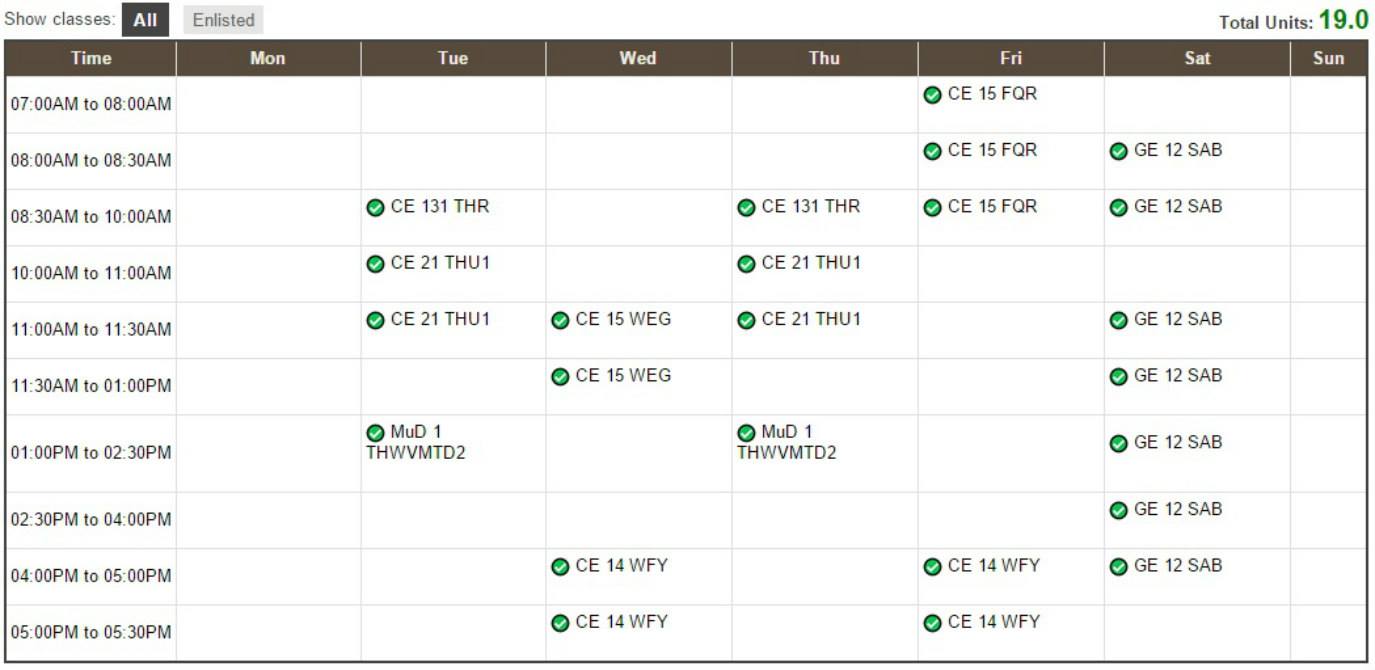 Show classes: All Enlisted Total Units: 19.0
Time Mon Tue Wed Thu Fri Sat Sun
07:00AM to 08:00AM CE 15 FQR
08:00AM to 08:30AM CE 15 FQR GE 12 SAB
08:30AM to 10:00AM CE 131 THR CE 131 THR CE 15 FQR GE 12 SAB
10:00AM to 11:00AM CE 21 THU1 CE 21 THU1
11:00AM to 11:30AM CE 21 THU1 CE 15 WEG CE 21 THU1 GE 12 SAB
11:30AM to 01:00PM CE 15 WEG GE 12 SAB
01:00PM to 02:30PM MuD 1 THWVMTD2 MuD 1 THWVMTD2 GE 12 SAB
02:30PM to 04:00PM GE 12 SAB
04:00PM to 05:00PM CE 14 WFY CE 14 WFY GE 12 SAB
05:00PM to 05:30PM CE 14 WFY CE 14 WFY